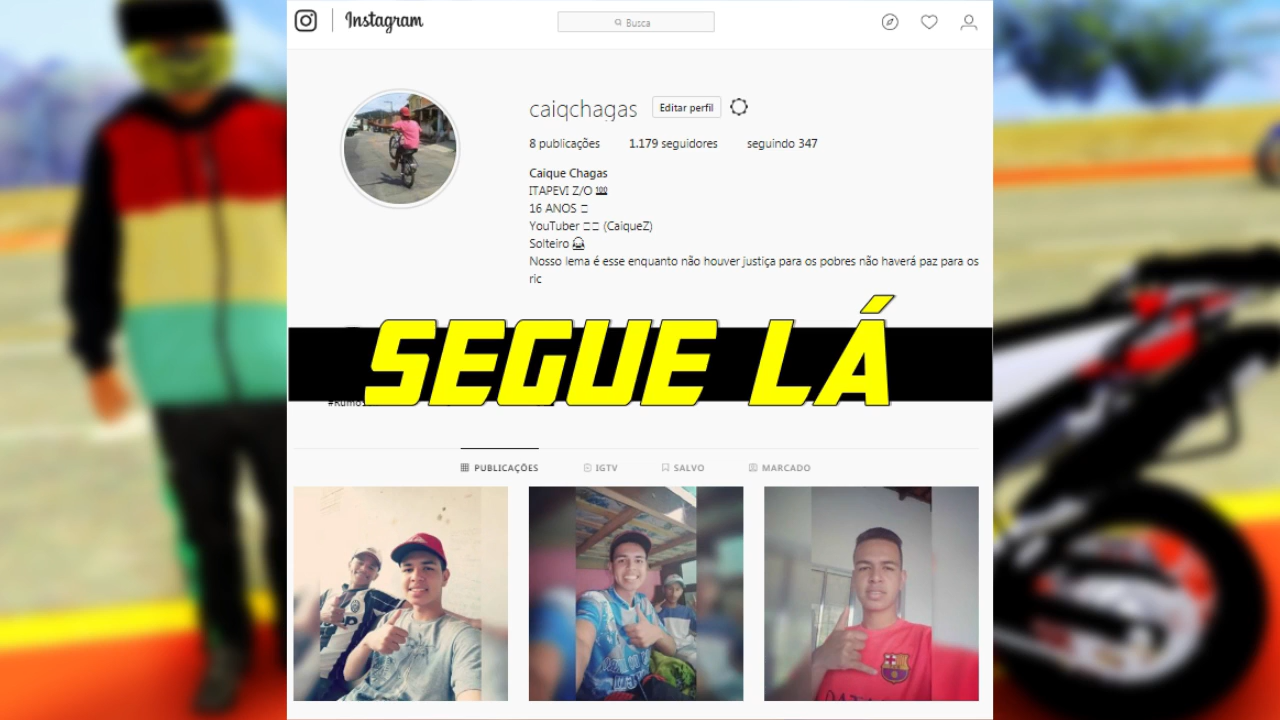 Instagram
Busca
caiqchagas Editar perfil
8 publicações 1.179 seguidores seguindo 347
Caique Chagas
ITAPEVI Z/O 💯
16 ANOS
YouTuber (CaiqueZ)
Solteiro
Nosso lema é esse enquanto não houver justiça para os pobres não haverá paz para os
ric
SEGUE LÁ
PUBLICAÇÕES IGTV SALVO MARCADO